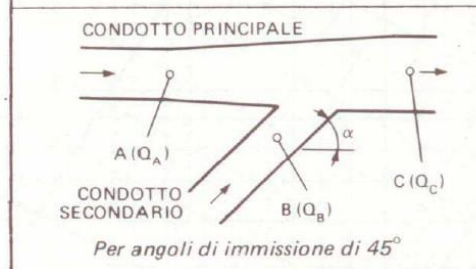 CONDOTTO PRINCIPALE
α
A (Q_A)
CONDOTTO
SECONDARIO
B (Q_B)
C (Q_C)
Per angoli di immissione di 45°